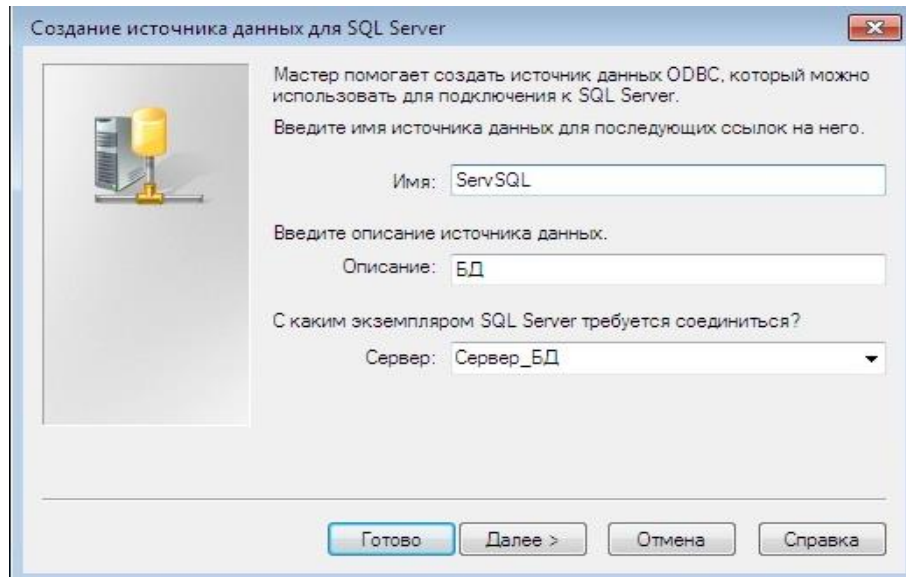 Создание источника данных для SQL Server
Мастер помогает создать источник данных ODBC, который можно
использовать для подключения к SQL Server.
Введите имя источника данных для последующих ссылок на него.
Имя: ServSQL
Введите описание источника данных.
Описание: БД
С каким экземпляром SQL Server требуется соединиться?
Сервер: Сервер_БД
Готово Далее > Отмена Справка